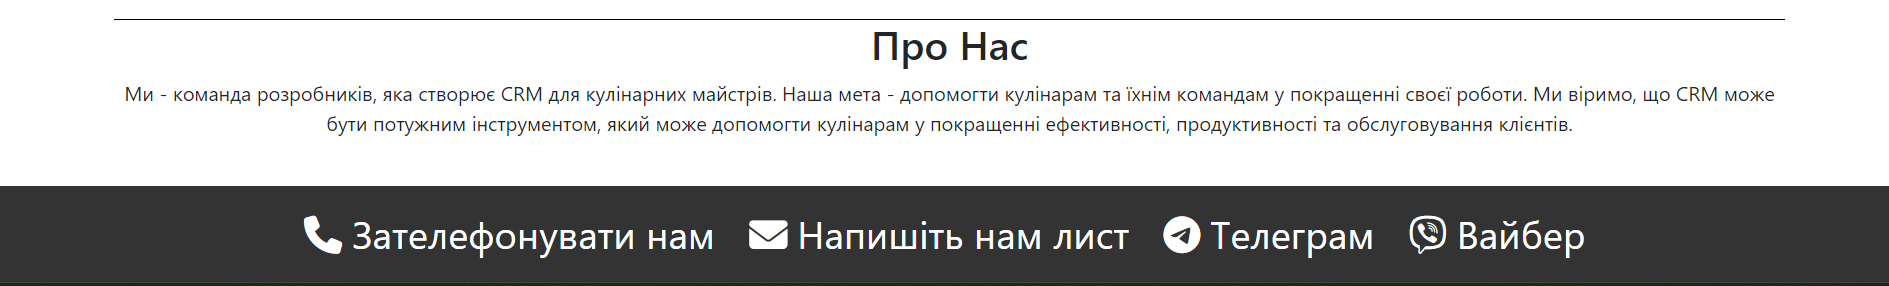 Про Нас
Ми - команда розробників, яка створює CRM для кулінарних майстрів. Наша мета - допомогти кулінарам та їхнім командам у покращенні своєї роботи. Ми віримо, що CRM може
бути потужним інструментом, який може допомогти кулінарам у покращенні ефективності, продуктивності та обслуговування клієнтів.
Зателефонувати нам Напишіть нам лист Телеграм Вайбер